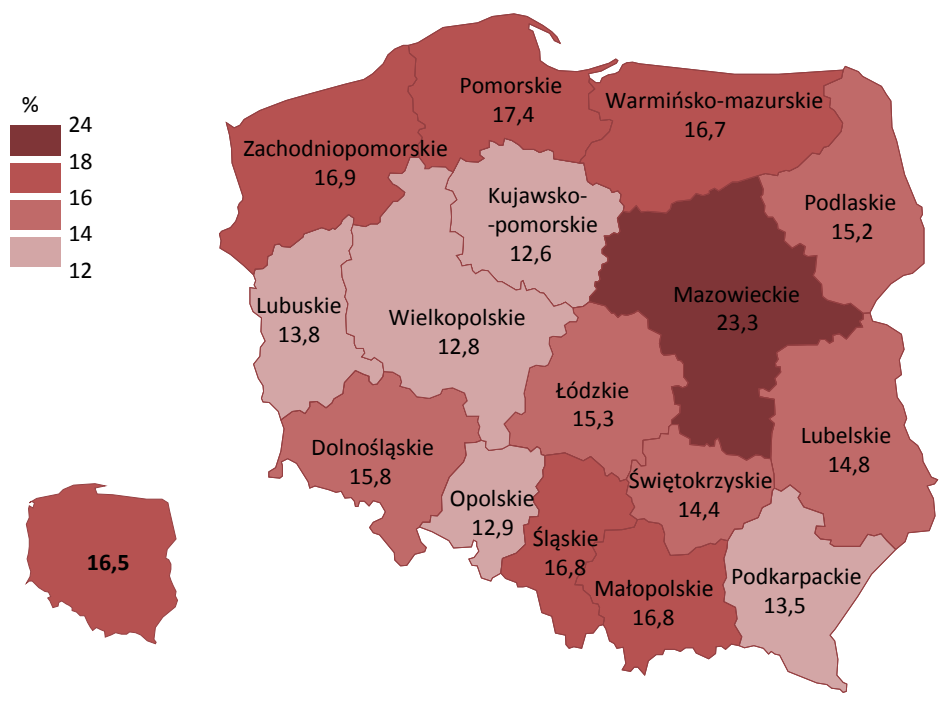 %
24
18
16
14
12
Pomorskie
17,4
Warmińsko-mazurskie
16,7
Zachodniopomorskie
16,9
Kujawsko-
-pomorskie
12,6
Podlaskie
15,2
Lubuskie
13,8
Wielkopolskie
12,8
Mazowieckie
23,3
Łódzkie
15,3
Dolnośląskie
15,8
Lubelskie
14,8
Opolskie
12,9
Świętokrzyskie
14,4
Śląskie
16,8
Małopolskie
16,8
Podkarpackie
13,5
16,5